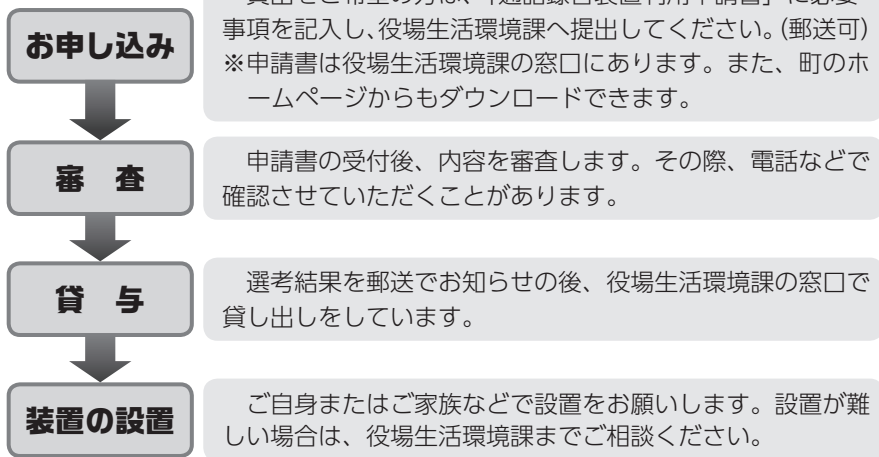 お申し込み
事項を記入し、役場生活環境課へ提出してください。(郵送可)
※申請書は役場生活環境課の窓口にあります。また、町のホ
ームページからもダウンロードできます。
審　査
申請書の受付後、内容を審査します。その際、電話などで
確認させていただくことがあります。
貸　与
選考結果を郵送でお知らせの後、役場生活環境課の窓口で
貸し出しをしています。
装置の設置
ご自身またはご家族などで設置をお願いします。設置が難
しい場合は、役場生活環境課までご相談ください。